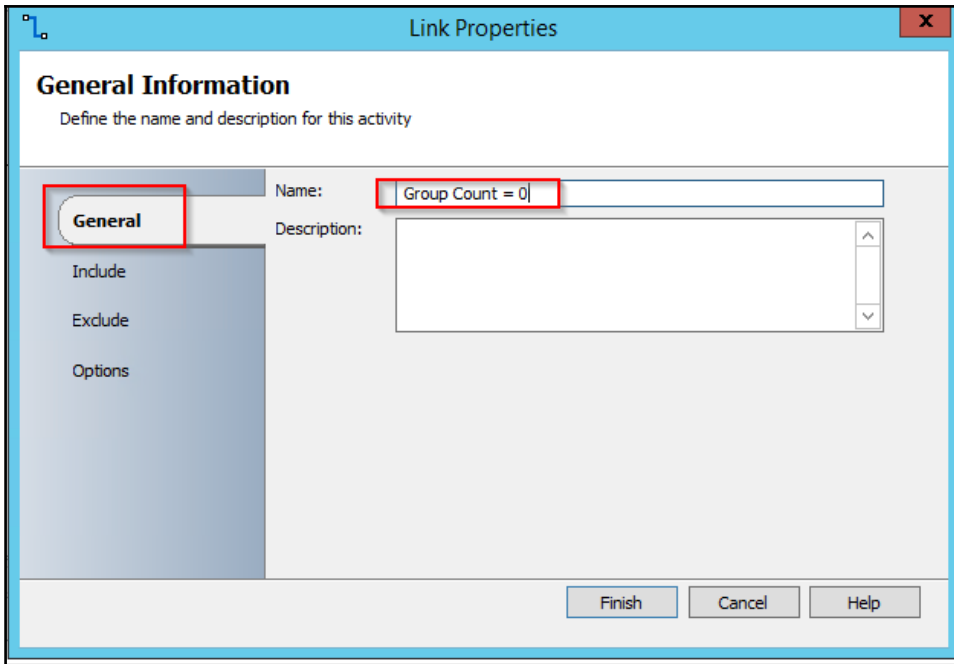 Link Properties
x
General Information
Define the name and description for this activity
General
Include
Exclude
Options
Name:
Group Count = 0
Description:
Finish
Cancel
Help